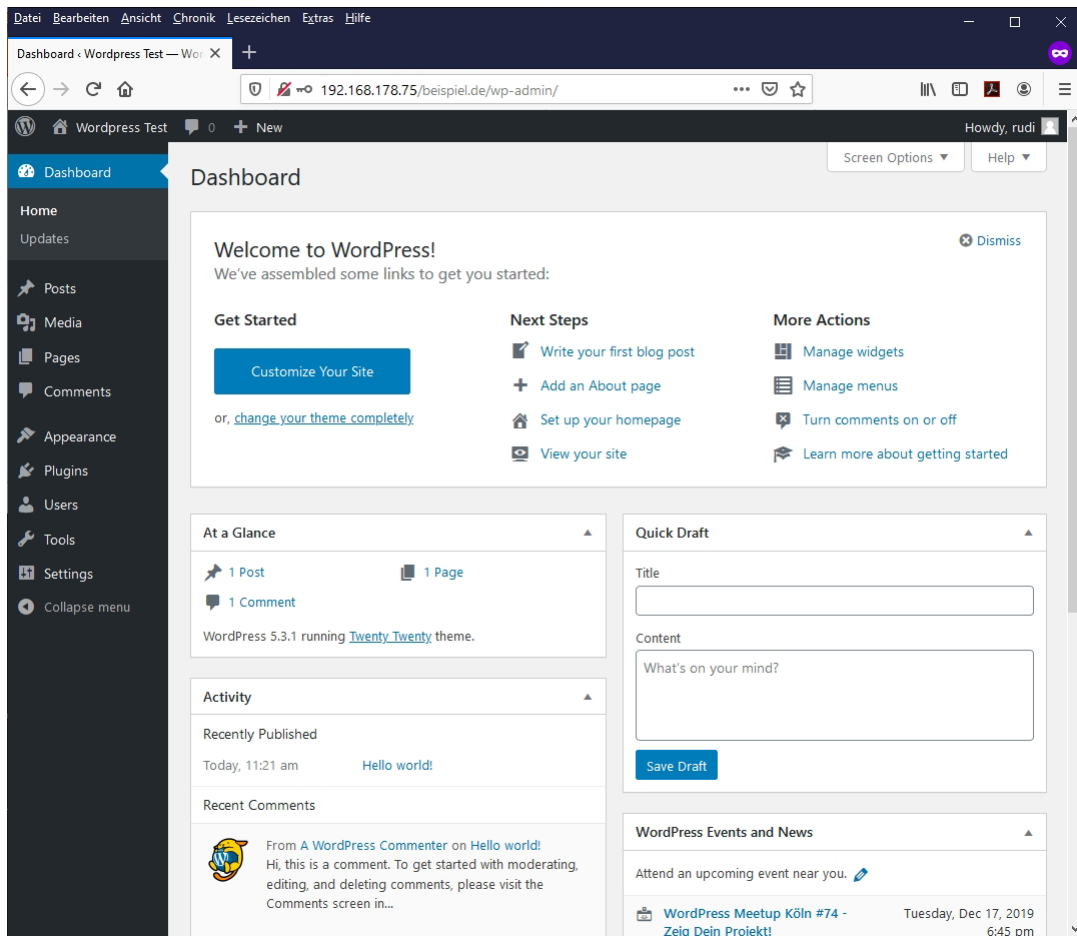 Datei Bearbeiten Ansicht Chronik Lesezeichen Extras Hilfe
Dashboard ‹ Wordpress Test — Wor
192.168.178.75/beispiel.de/wp-admin/
Wordpress Test 0 New Howdy, rudi
Screen Options Help
Dashboard
Home
Updates
Posts
Media
Pages
Comments
Appearance
Plugins
Users
Tools
Settings
Collapse menu
Dashboard
Welcome to WordPress!
Dismiss
We've assembled some links to get you started:
Get Started
Customize Your Site
or, change your theme completely
Next Steps
Write your first blog post
Add an About page
Set up your homepage
View your site
More Actions
Manage widgets
Manage menus
Turn comments on or off
Learn more about getting started
At a Glance
1 Post 1 Page
1 Comment
WordPress 5.3.1 running Twenty Twenty theme.
Activity
Recently Published
Today, 11:21 am Hello world!
Recent Comments
From A WordPress Commenter on Hello world!
Hi, this is a comment. To get started with moderating,
editing, and deleting comments, please visit the
Comments screen in...
Quick Draft
Title
Content
What's on your mind?
Save Draft
WordPress Events and News
Attend an upcoming event near you.
WordPress Meetup Köln #74 - Tuesday, Dec 17, 2019
Zeig Dein Projekt! 6:45 pm